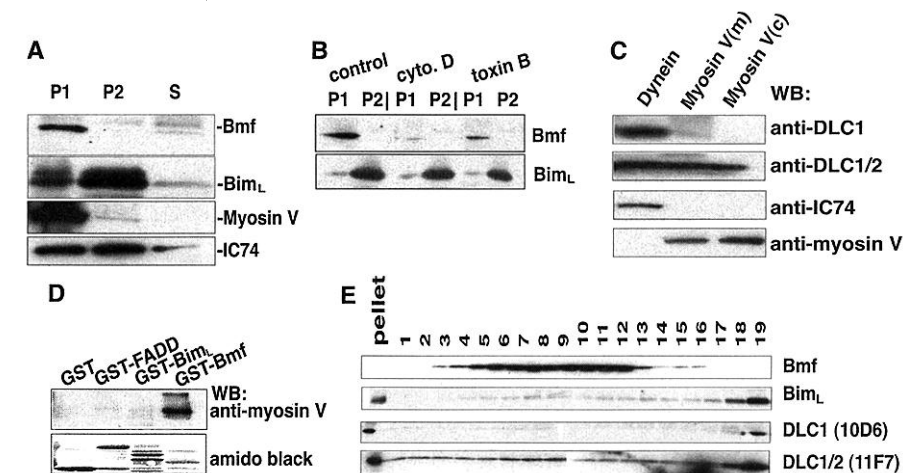 A
P1 P2 S
-Bmf
-BimL
-Myosin V
-IC74
B
control cyto. D toxin B
P1 P2| P1 P2| P1 P2
Bmf
BimL
C
Dynein Myosin V(m) Myosin V(c) WB:
anti-DLC1
anti-DLC1/2
anti-IC74
anti-myosin V
D
GST GST-FADD GST-BimL GST-Bmf
WB:
anti-myosin V
amido black
E
pellet 1 2 3 4 5 6 7 8 9 10 11 12 13 14 15 16 17 18 19
Bmf
BimL
DLC1 (10D6)
DLC1/2 (11F7)